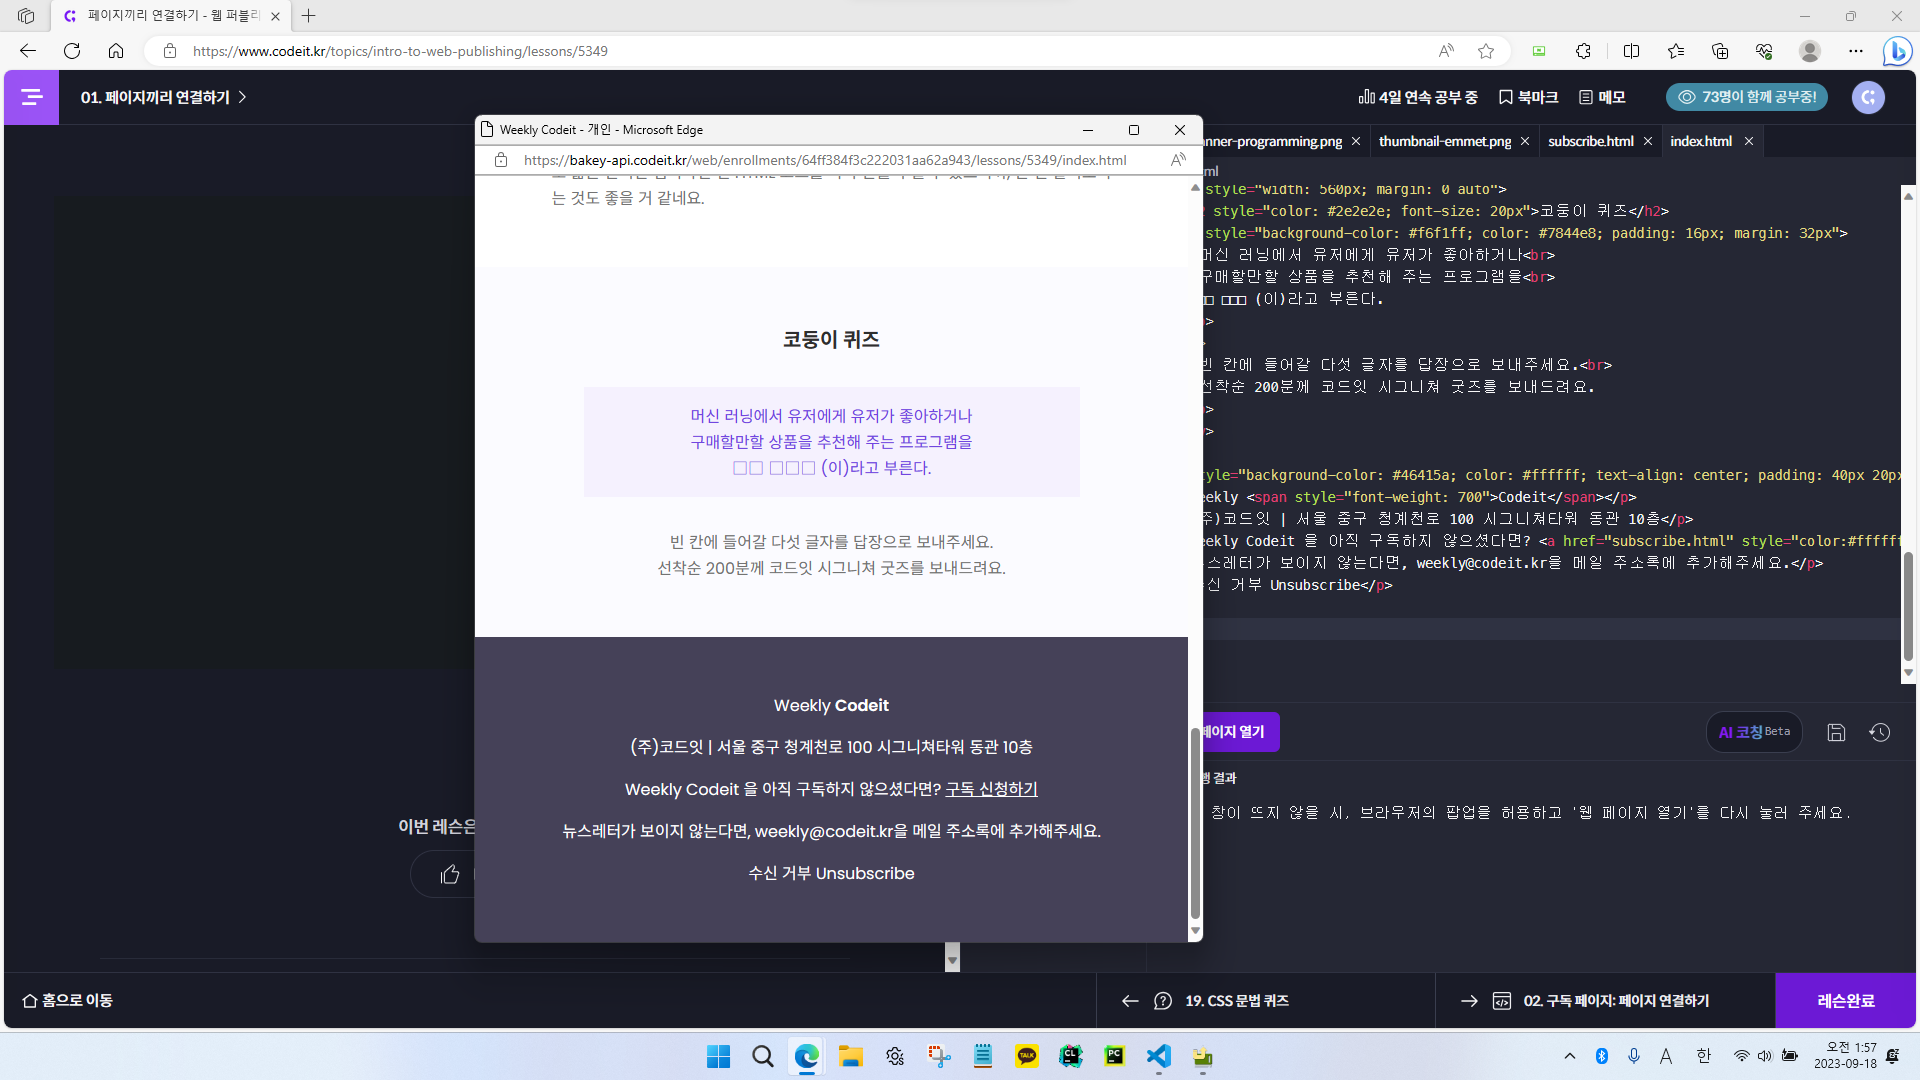 페이지끼리 연결하기 - 웹 퍼블리
https://www.codeit.kr/topics/intro-to-web-publishing/lessons/5349
01. 페이지끼리 연결하기
4일 연속 공부 중
북마크
메모
73명이 함께 공부중!
Weekly Codeit - 개인 - Microsoft Edge
https://bakey-api.codeit.kr/web/enrollments/64ff384f3c222031aa62a943/lessons/5349/index.html
는 것도 좋을 거 같네요.
코둥이 퀴즈
머신 러닝에서 유저에게 유저가 좋아하거나
구매할만할 상품을 추천해 주는 프로그램을
□□ □□□ (이)라고 부른다.
빈 칸에 들어갈 다섯 글자를 답장으로 보내주세요.
선착순 200분께 코드잇 시그니쳐 굿즈를 보내드려요.
Weekly Codeit
(주)코드잇 | 서울 중구 청계천로 100 시그니쳐타워 동관 10층
Weekly Codeit 을 아직 구독하지 않으셨다면? 구독 신청하기
뉴스레터가 보이지 않는다면, weekly@codeit.kr을 메일 주소록에 추가해주세요.
수신 거부 Unsubscribe
nner-programming.png
thumbnail-emmet.png
subscribe.html
index.html
ml
style="width: 560px; margin: 0 auto">
style="color: #2e2e2e; font-size: 20px">코둥이 퀴즈</h2>
style="background-color: #f6f1ff; color: #7844e8; padding: 16px; margin: 32px">
머신 러닝에서 유저에게 유저가 좋아하거나<br>
구매할만할 상품을 추천해 주는 프로그램을<br>
□□ □□□ (이)라고 부른다.
>
>
빈 칸에 들어갈 다섯 글자를 답장으로 보내주세요.<br>
선착순 200분께 코드잇 시그니쳐 굿즈를 보내드려요.
>
>
tyle="background-color: #46415a; color: #ffffff; text-align: center; padding: 40px 20px
eekly <span style="font-weight: 700">Codeit</span></p>
주)코드잇 | 서울 중구 청계천로 100 시그니쳐타워 동관 10층</p>
eekly Codeit 을 아직 구독하지 않으셨다면? <a href="subscribe.html" style="color:#ffffff
스레터가 보이지 않는다면, weekly@codeit.kr을 메일 주소록에 추가해주세요.</p>
신 거부 Unsubscribe</p>
페이지 열기
AI 코칭 Beta
행 결과
창이 뜨지 않을 시, 브라우저의 팝업을 허용하고 '웹 페이지 열기'를 다시 눌러 주세요.
이번 레슨은
홈으로 이동
19. CSS 문법 퀴즈
02. 구독 페이지: 페이지 연결하기
레슨완료
TALK
CL
PC
A
한
오전 1:57
2023-09-18